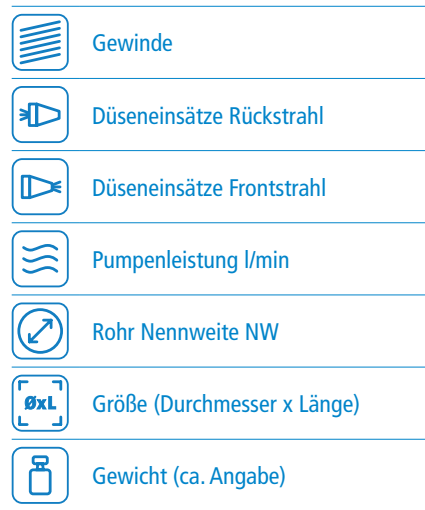 Gewinde
Düseneinsätze Rückstrahl
Düseneinsätze Frontstrahl
Pumpenleistung l/min
Rohr Nennweite NW
ØxL Größe (Durchmesser x Länge)
Gewicht (ca. Angabe)